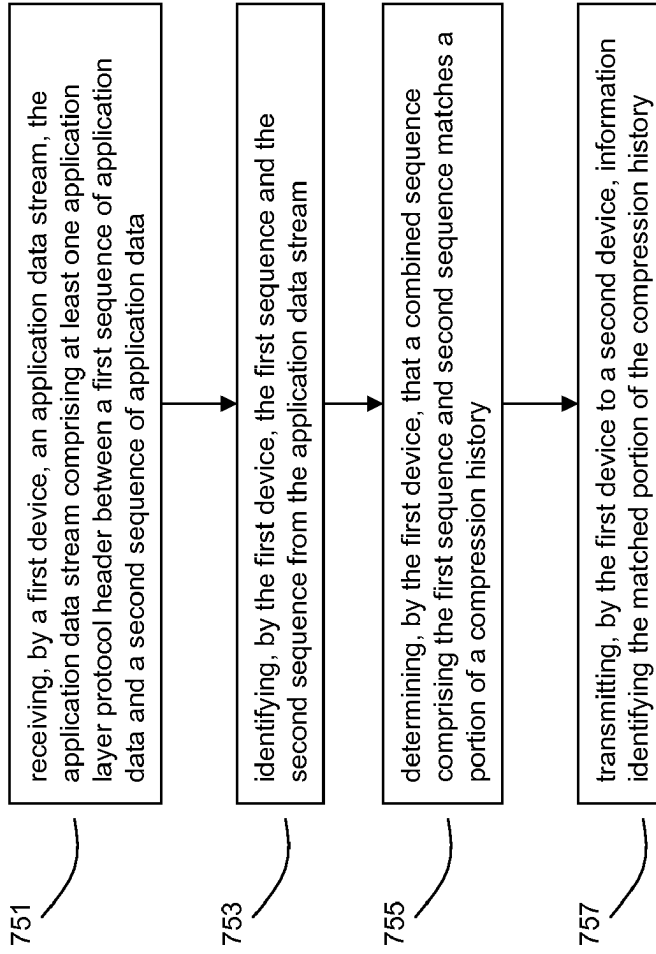 751
receiving, by a first device, an application data stream, the
application data stream comprising at least one application
layer protocol header between a first sequence of application
data and a second sequence of application data
753
identifying, by the first device, the first sequence and the
second sequence from the application data stream
755
determining, by the first device, that a combined sequence
comprising the first sequence and second sequence matches a
portion of a compression history
757
transmitting, by the first device to a second device, information
identifying the matched portion of the compression history